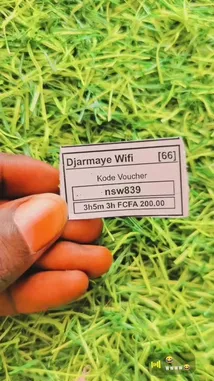 Djarmaye Wifi [66]
Kode Voucher
nsw839
3h5m 3h FCFA 200.00